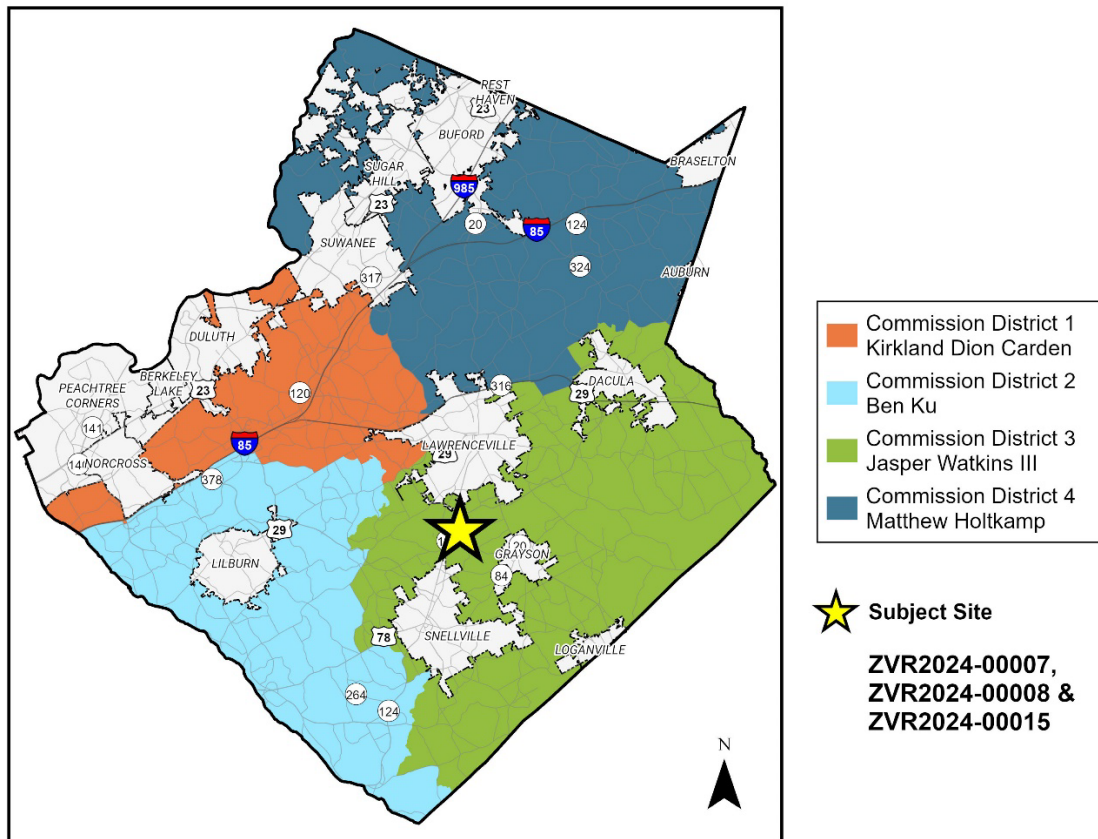 REST
HAVEN
23
BUFORD
BRASELTON
SUGAR
HILL
985
23
20
85
124
SUWANEE
324
317
AUBURN
DULUTH
BERKELEY
LAKE
23
PEACHTREE
CORNERS
120
316
DACULA
29
141
85
LAWRENCEVILLE
29
NORCROSS
378
29
LILBURN
20
GRAYSON
84
78
SNELLVILLE
LOGANVILLE
264
124
N
Commission District 1
Kirkland Dion Carden
Commission District 2
Ben Ku
Commission District 3
Jasper Watkins III
Commission District 4
Matthew Holtkamp
Subject Site
ZVR2024-00007,
ZVR2024-00008 &
ZVR2024-00015